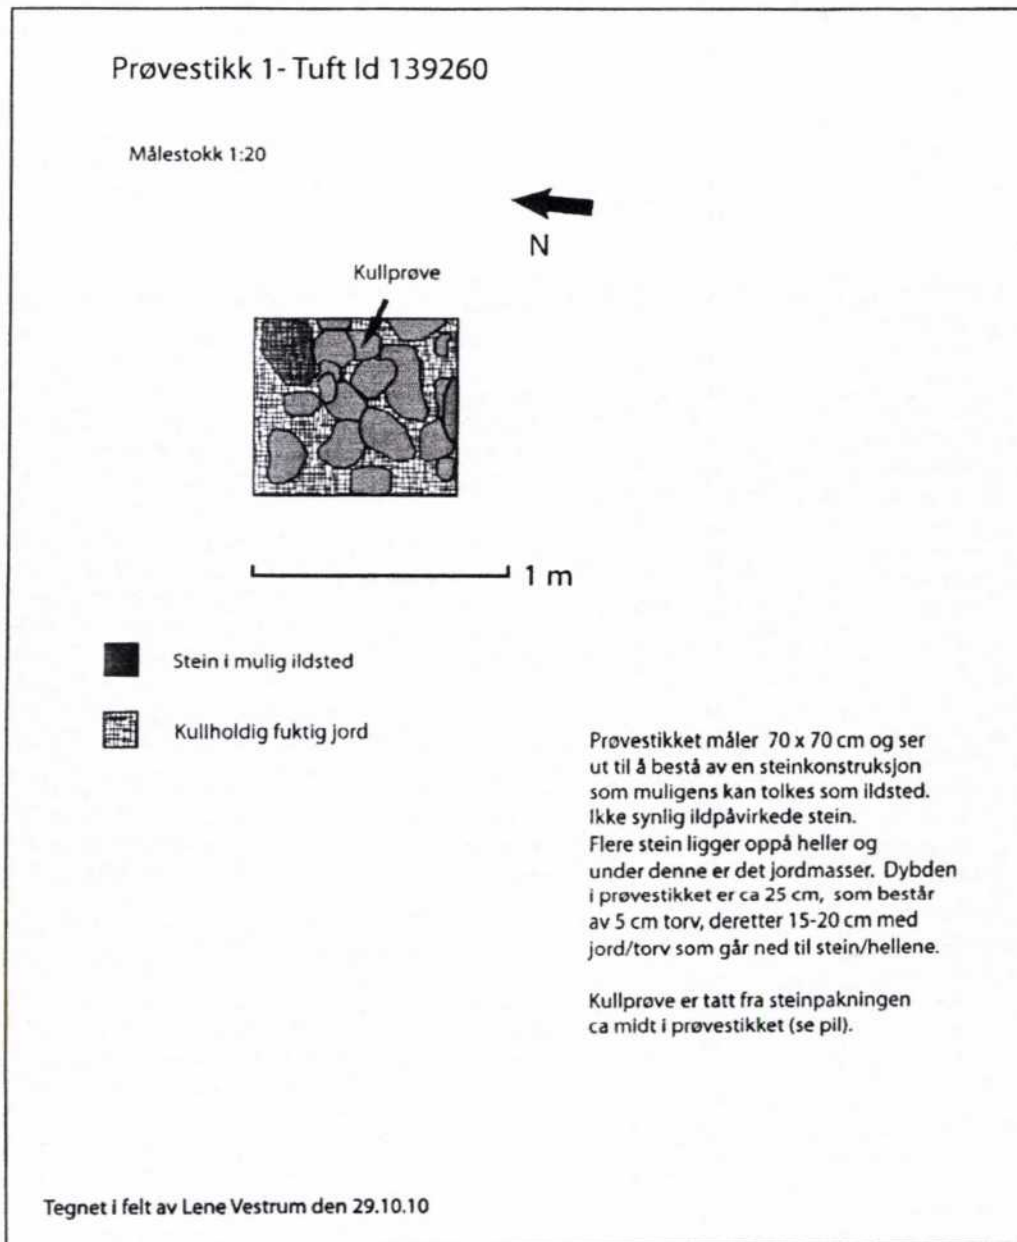 Prøvestikk 1- Tuft Id 139260
Målestokk 1:20
N
Kullprøve
1 m
Stein i mulig ildsted
Kullholdig fuktig jord
Prøvestikket måler 70 x 70 cm og ser
ut til å bestå av en steinkonstruksjon
som muligens kan tolkes som ildsted.
Ikke synlig ildpåvirkede stein.
Flere stein ligger oppå heller og
under denne er det jordmasser. Dybden
i prøvestikket er ca 25 cm, som består
av 5 cm torv, deretter 15-20 cm med
jord/torv som går ned til stein/hellene.
Kullprøve er tatt fra steinpakningen
ca midt i prøvestikket (se pil).
Tegnet i felt av Lene Vestrum den 29.10.10